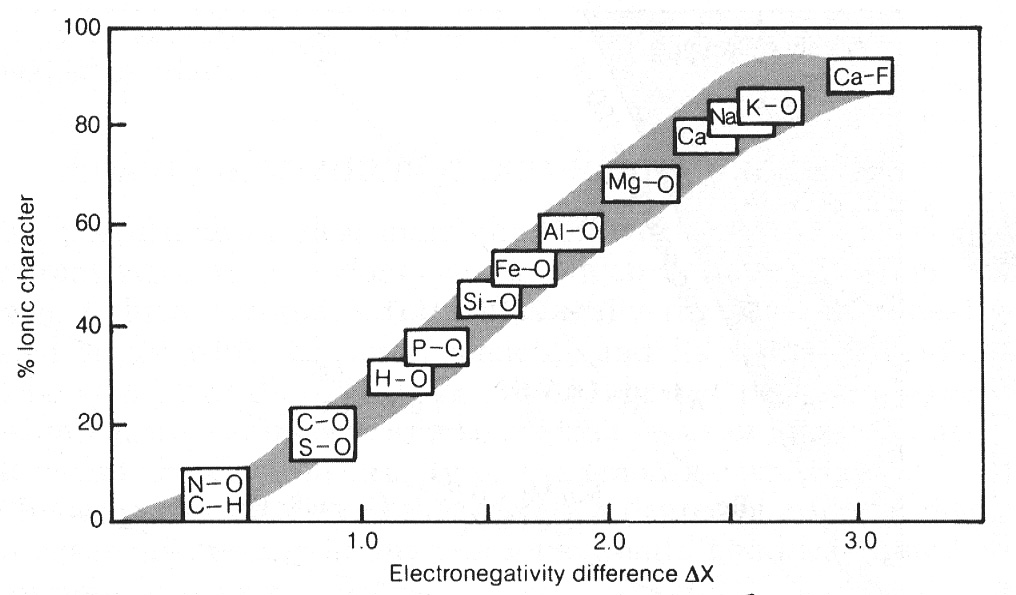 100
80
60
40
20
0
% Ionic character
Ca–F
K–O
Na
Ca
Mg–O
Al–O
Fe–O
Si–O
P–O
H–O
C–O
S–O
N–O
C–H
1.0
2.0
3.0
Electronegativity difference ΔX